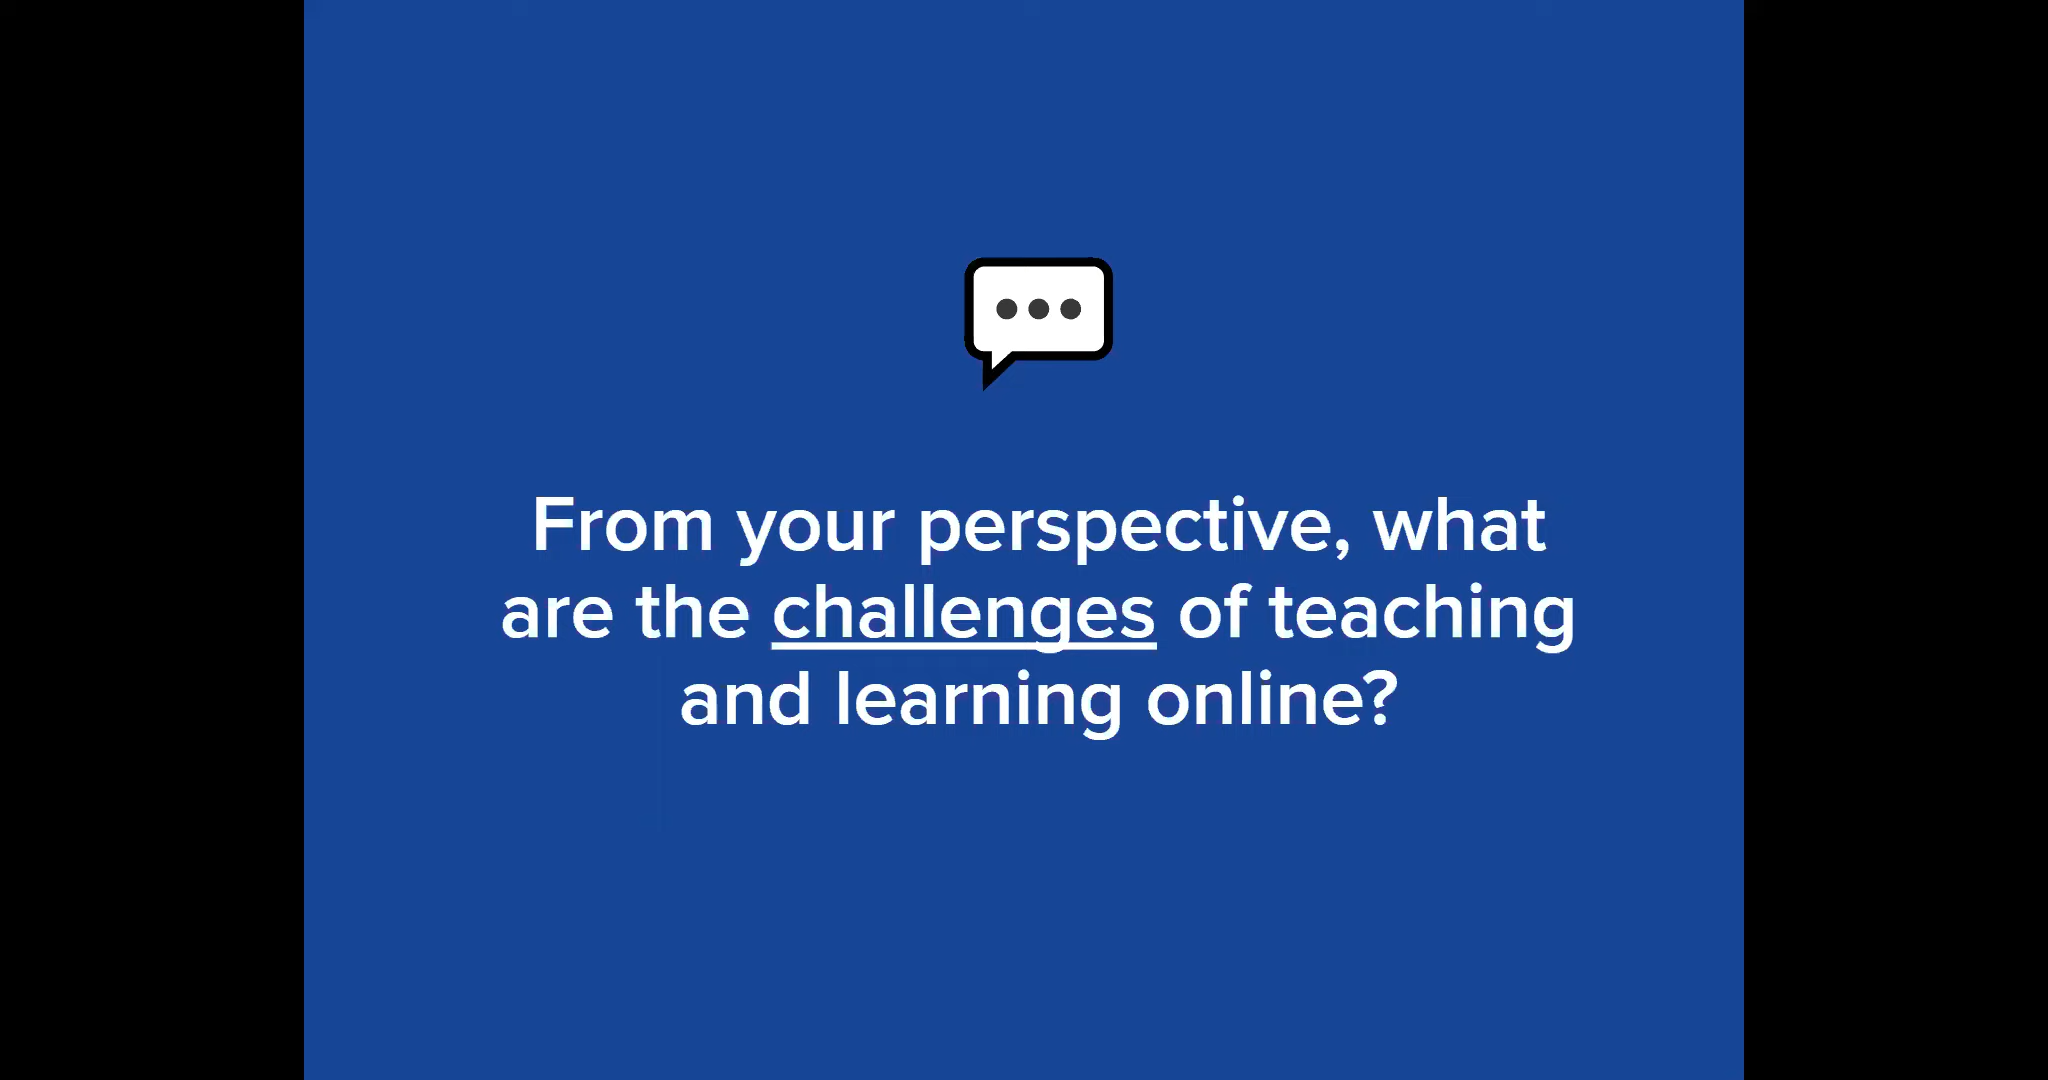 From your perspective, what
are the challenges of teaching
and learning online?